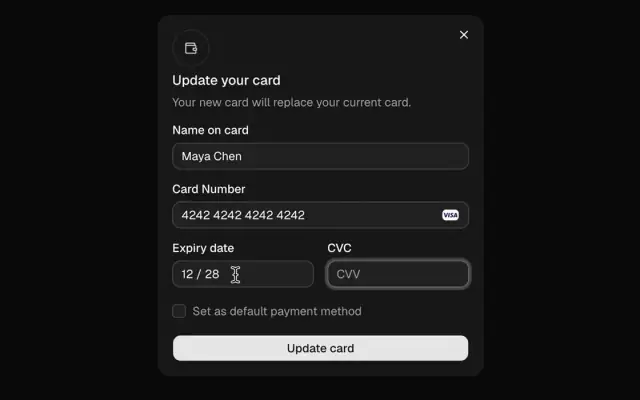 Update your card
Your new card will replace your current card.
Name on card
Maya Chen
Card Number
4242 4242 4242 4242 VISA
Expiry date CVC
12 / 28 CVV
Set as default payment method
Update card